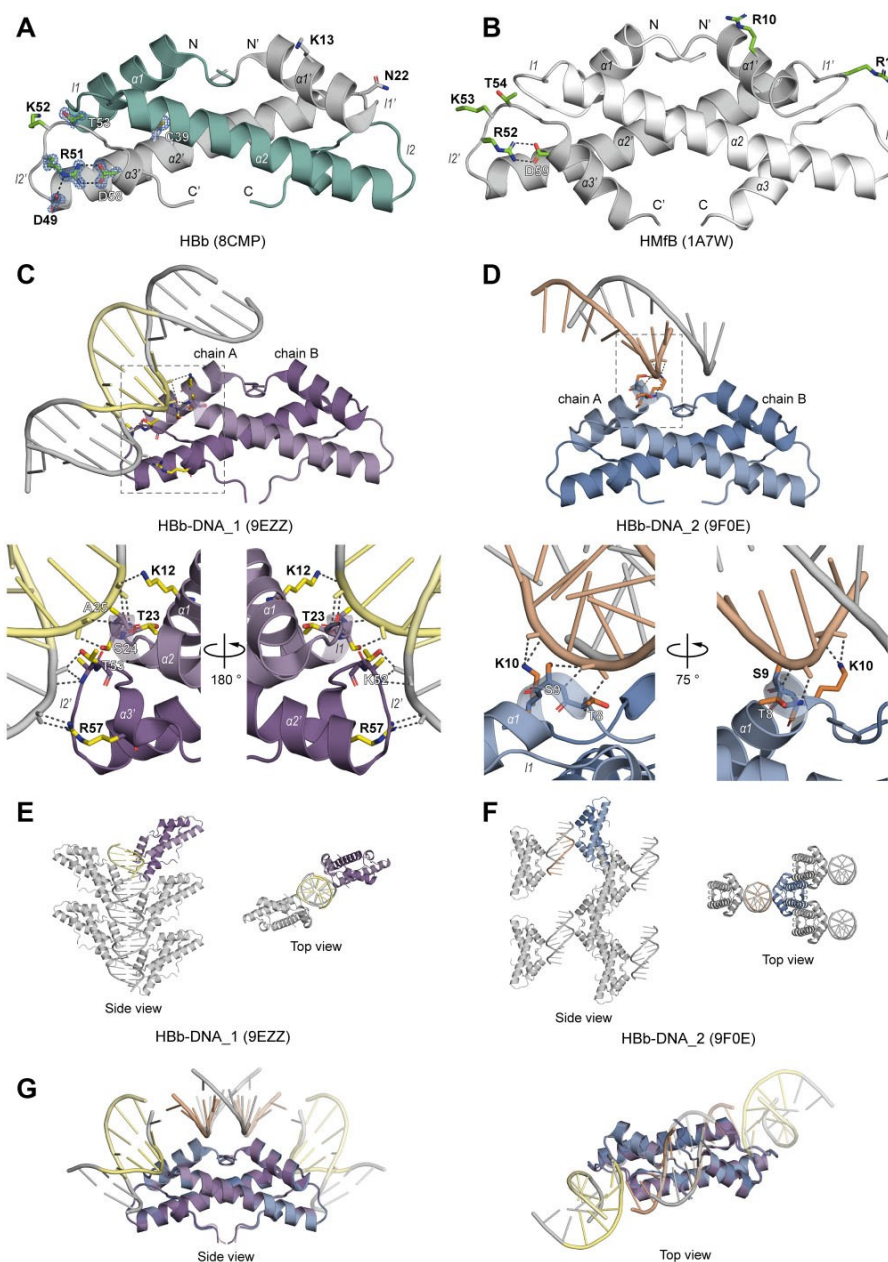 A
N
N'
K13
α1
α1'
N22
l1
l1'
K52
T53
C39
R51
α2
l2
α2'
l2'
α3'
D58
D49
C'
C
HBb (8CMP)
B
N
N'
R10
α1'
l1
l1'
T54
K53
R52
α2
l2'
α2'
D59
α3'
α3
C'
C
HMfB (1A7W)
C
chain A
chain B
HBb-DNA_1 (9EZZ)
K12
K12
α1
α1
T23
T23
S24
α2
l1
T53
K52
l2'
l2'
180 °
α3'
α2'
R57
R57
D
chain A
chain B
HBb-DNA_2 (9F0E)
K10
S9
T8
α1
l1
75 °
S9
K10
T8
α1
E
Side view
Top view
HBb-DNA_1 (9EZZ)
F
Side view
Top view
HBb-DNA_2 (9F0E)
G
Side view
Top view